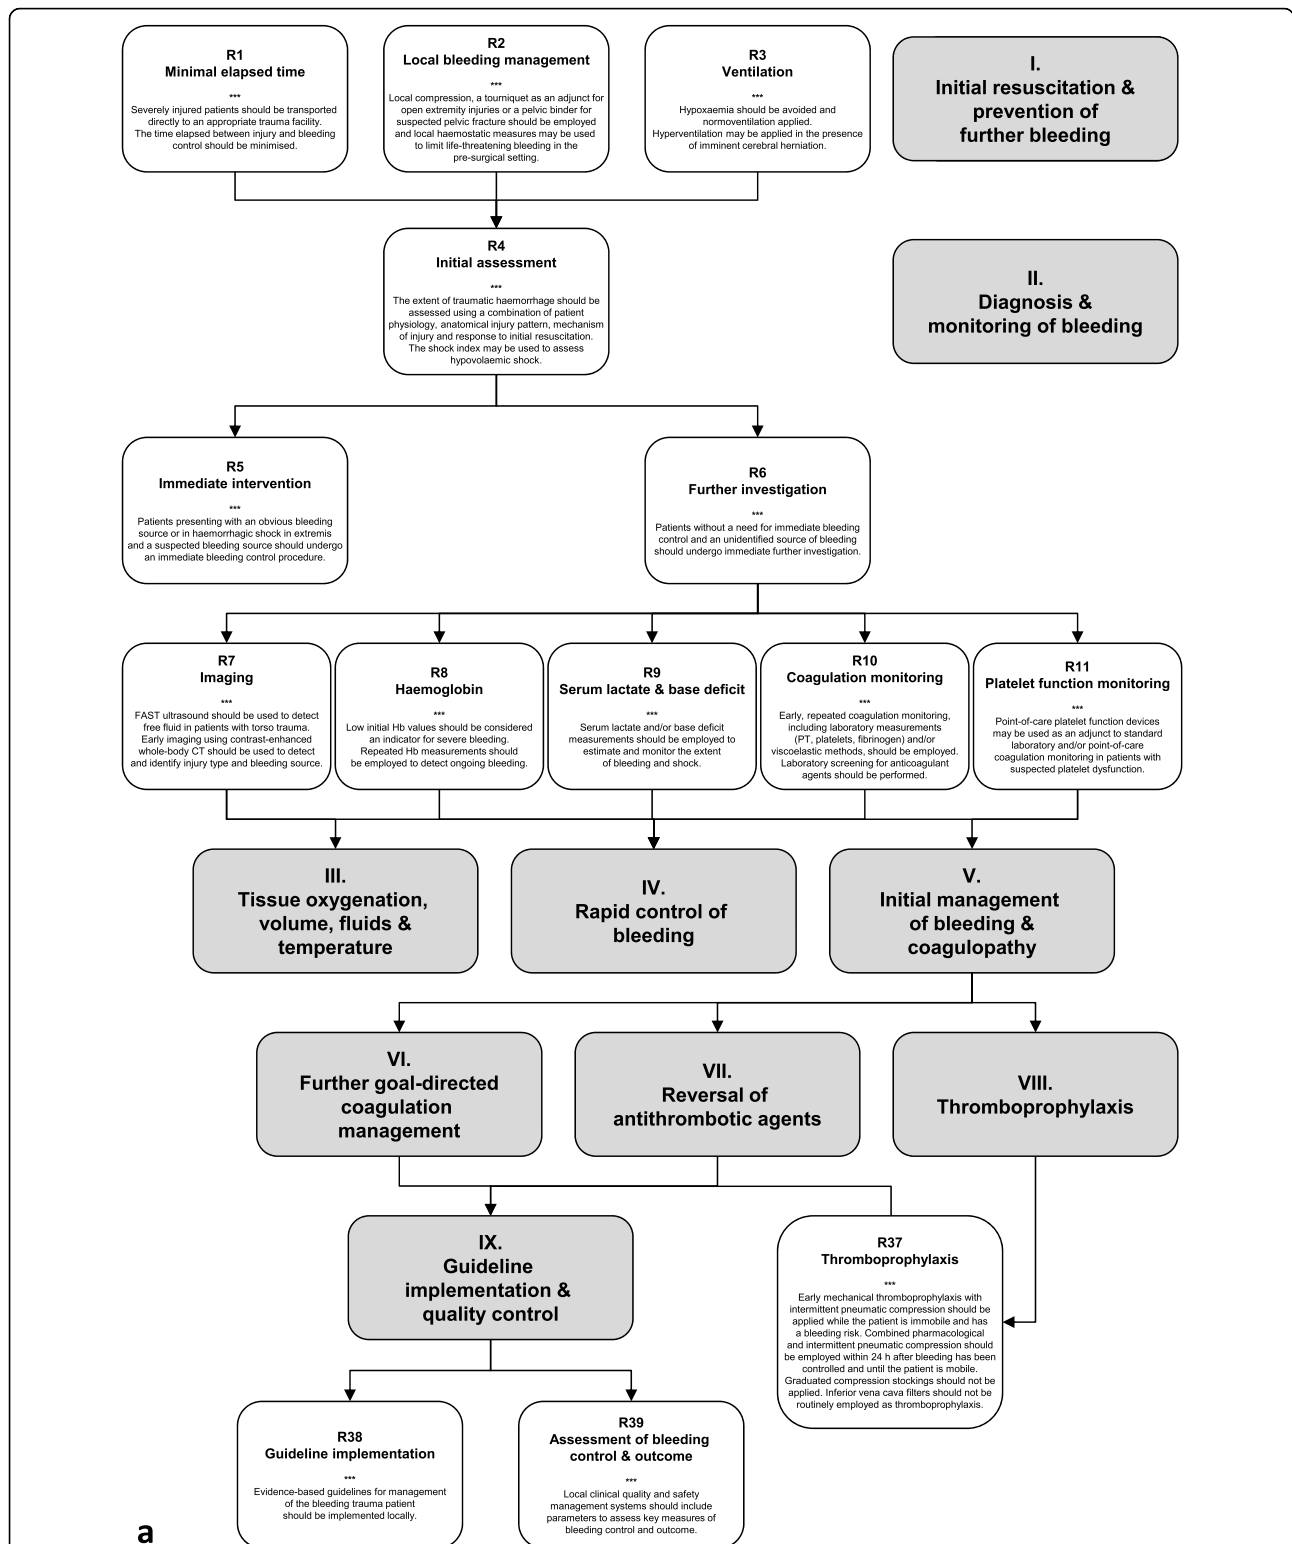 R1
Minimal elapsed time
***
Severely injured patients should be transported
directly to an appropriate trauma facility.
The time elapsed between injury and bleeding
control should be minimised.
R2
Local bleeding management
***
Local compression, a tourniquet as an adjunct for
open extremity injuries or a pelvic binder for
suspected pelvic fracture should be employed
and local haemostatic measures may be used
to limit life-threatening bleeding in the
pre-surgical setting.
R3
Ventilation
***
Hypoxaemia should be avoided and
normoventilation applied.
Hyperventilation may be applied in the presence
of imminent cerebral herniation.
I.
Initial resuscitation &
prevention of
further bleeding
R4
Initial assessment
***
The extent of traumatic haemorrhage should be
assessed using a combination of patient
physiology, anatomical injury pattern, mechanism
of injury and response to initial resuscitation.
The shock index may be used to assess
hypovolaemic shock.
II.
Diagnosis &
monitoring of bleeding
R5
Immediate intervention
***
Patients presenting with an obvious bleeding
source or in haemorrhagic shock in extremis
and a suspected bleeding source should undergo
an immediate bleeding control procedure.
R6
Further investigation
***
Patients without a need for immediate bleeding
control and an unidentified source of bleeding
should undergo immediate further investigation.
R7
Imaging
***
FAST ultrasound should be used to detect
free fluid in patients with torso trauma.
Early imaging using contrast-enhanced
whole-body CT should be used to detect
and identify injury type and bleeding source.
R8
Haemoglobin
***
Low initial Hb values should be considered
an indicator for severe bleeding.
Repeated Hb measurements should
be employed to detect ongoing bleeding.
R9
Serum lactate & base deficit
***
Serum lactate and/or base deficit
measurements should be employed to
estimate and monitor the extent
of bleeding and shock.
R10
Coagulation monitoring
***
Early, repeated coagulation monitoring,
including laboratory measurements
(PT, platelets, fibrinogen) and/or
viscoelastic methods, should be employed.
Laboratory screening for anticoagulant
agents should be performed.
R11
Platelet function monitoring
***
Point-of-care platelet function devices
may be used as an adjunct to standard
laboratory and/or point-of-care
coagulation monitoring in patients with
suspected platelet dysfunction.
III.
Tissue oxygenation,
volume, fluids &
temperature
IV.
Rapid control of
bleeding
V.
Initial management
of bleeding &
coagulopathy
VI.
Further goal-directed
coagulation
management
VII.
Reversal of
antithrombotic agents
VIII.
Thromboprophylaxis
IX.
Guideline
implementation &
quality control
R37
Thromboprophylaxis
***
Early mechanical thromboprophylaxis with
intermittent pneumatic compression should be
applied while the patient is immobile and has
a bleeding risk. Combined pharmacological
and intermittent pneumatic compression should
be employed within 24 h after bleeding has been
controlled and until the patient is mobile.
Graduated compression stockings should not be
applied. Inferior vena cava filters should not be
routinely employed as thromboprophylaxis.
R38
Guideline implementation
***
Evidence-based guidelines for management
of the bleeding trauma patient
should be implemented locally.
R39
Assessment of bleeding
control & outcome
***
Local clinical quality and safety
management systems should include
parameters to assess key measures of
bleeding control and outcome.
a